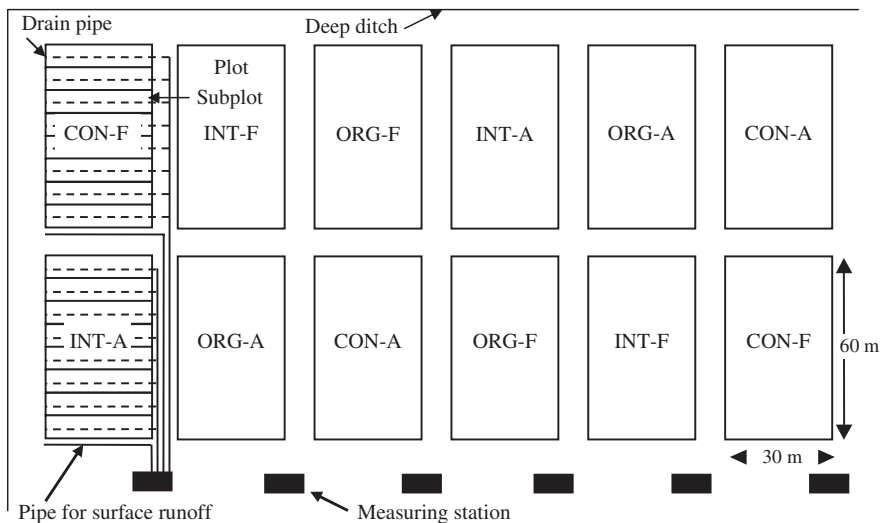 Drain pipe
Deep ditch
Plot
Subplot
CON-F
INT-F
ORG-F
INT-A
ORG-A
CON-A
INT-A
ORG-A
CON-A
ORG-F
INT-F
CON-F
60 m
30 m
Pipe for surface runoff
Measuring station